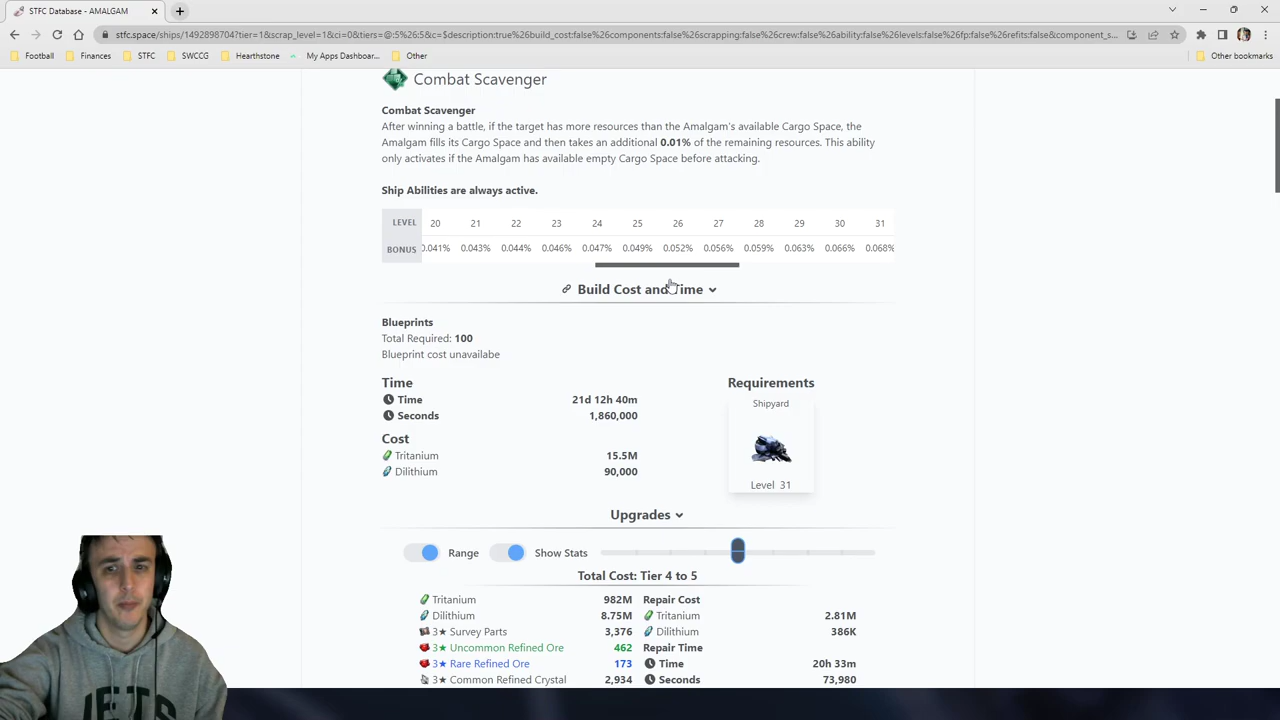 STFC Database - AMALGAM
stfc.space/ships/1492898704?tier=1&scrap_level=1&ci=0&tiers=@:5%26:5&c=$description:true%26build_cost:false%26components:false%26scrapping:false%26crew:false%26ability:false%26levels:false%26fp:false%26refits:false%26component_s...
Football Finances STFC SWCCG Hearthstone My Apps Dashboar... Other Other bookmarks
Combat Scavenger
Combat Scavenger
After winning a battle, if the target has more resources than the Amalgam's available Cargo Space, the
Amalgam fills its Cargo Space and then takes an additional 0.01% of the remaining resources. This ability
only activates if the Amalgam has available empty Cargo Space before attacking.
Ship Abilities are always active.
LEVEL 20 21 22 23 24 25 26 27 28 29 30 31
BONUS 0.041% 0.043% 0.044% 0.046% 0.047% 0.049% 0.052% 0.056% 0.059% 0.063% 0.066% 0.068%
Build Cost and Time
Blueprints
Total Required: 100
Blueprint cost unavailabe
Time
Time 21d 12h 40m
Seconds 1,860,000
Cost
Tritanium 15.5M
Dilithium 90,000
Requirements
Shipyard
Level 31
Upgrades
Range Show Stats
Total Cost: Tier 4 to 5
Tritanium 982M Repair Cost
Dilithium 8.75M Tritanium 2.81M
3★ Survey Parts 3,376 Dilithium 386K
3★ Uncommon Refined Ore 462 Repair Time
3★ Rare Refined Ore 173 Time 20h 33m
3★ Common Refined Crystal 2,934 Seconds 73,980
JETS